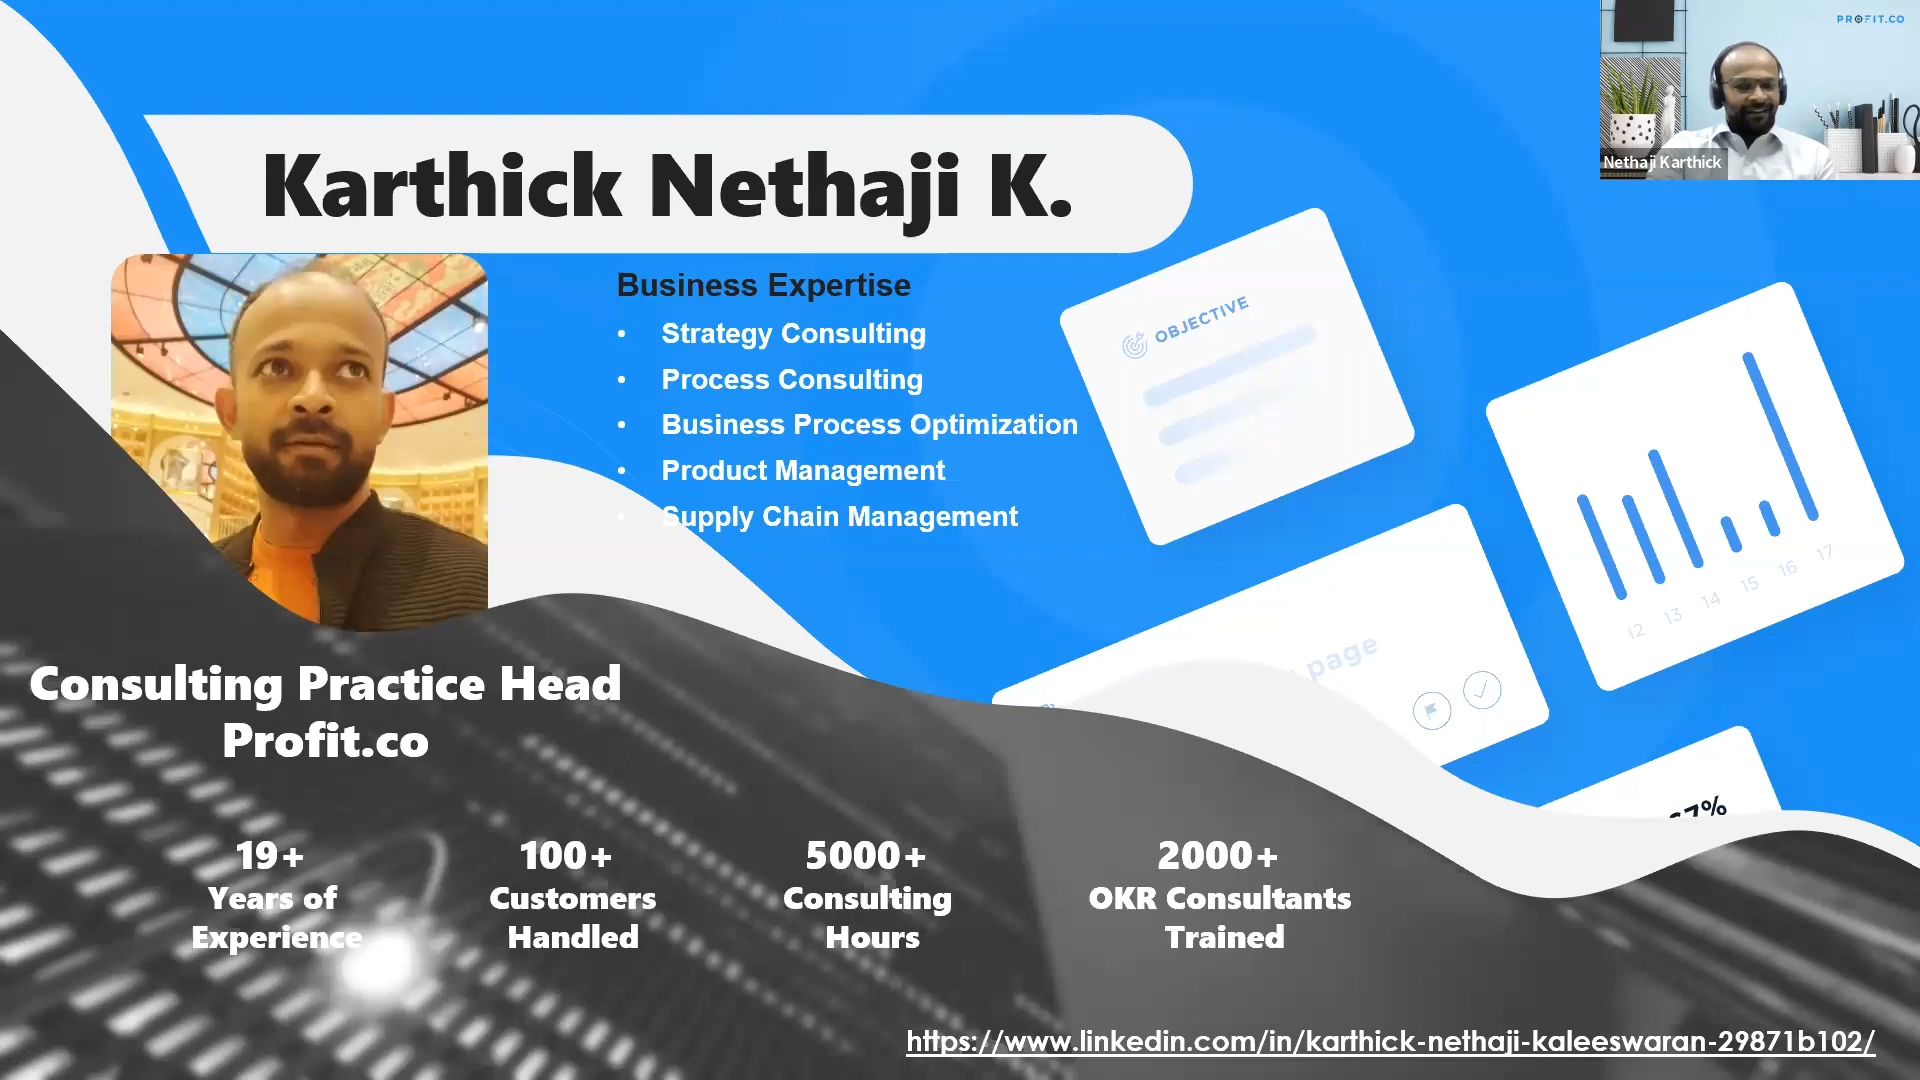 PROFIT.CO
Nethaji Karthick
Karthick Nethaji K.
Business Expertise
• Strategy Consulting
• Process Consulting
• Business Process Optimization
• Product Management
• Supply Chain Management
OBJECTIVE
12 13 14 15 16 17
page
Consulting Practice Head
Profit.co
19+
Years of
Experience
100+
Customers
Handled
5000+
Consulting
Hours
2000+
OKR Consultants
Trained
https://www.linkedin.com/in/karthick-nethaji-kaleeswaran-29871b102/